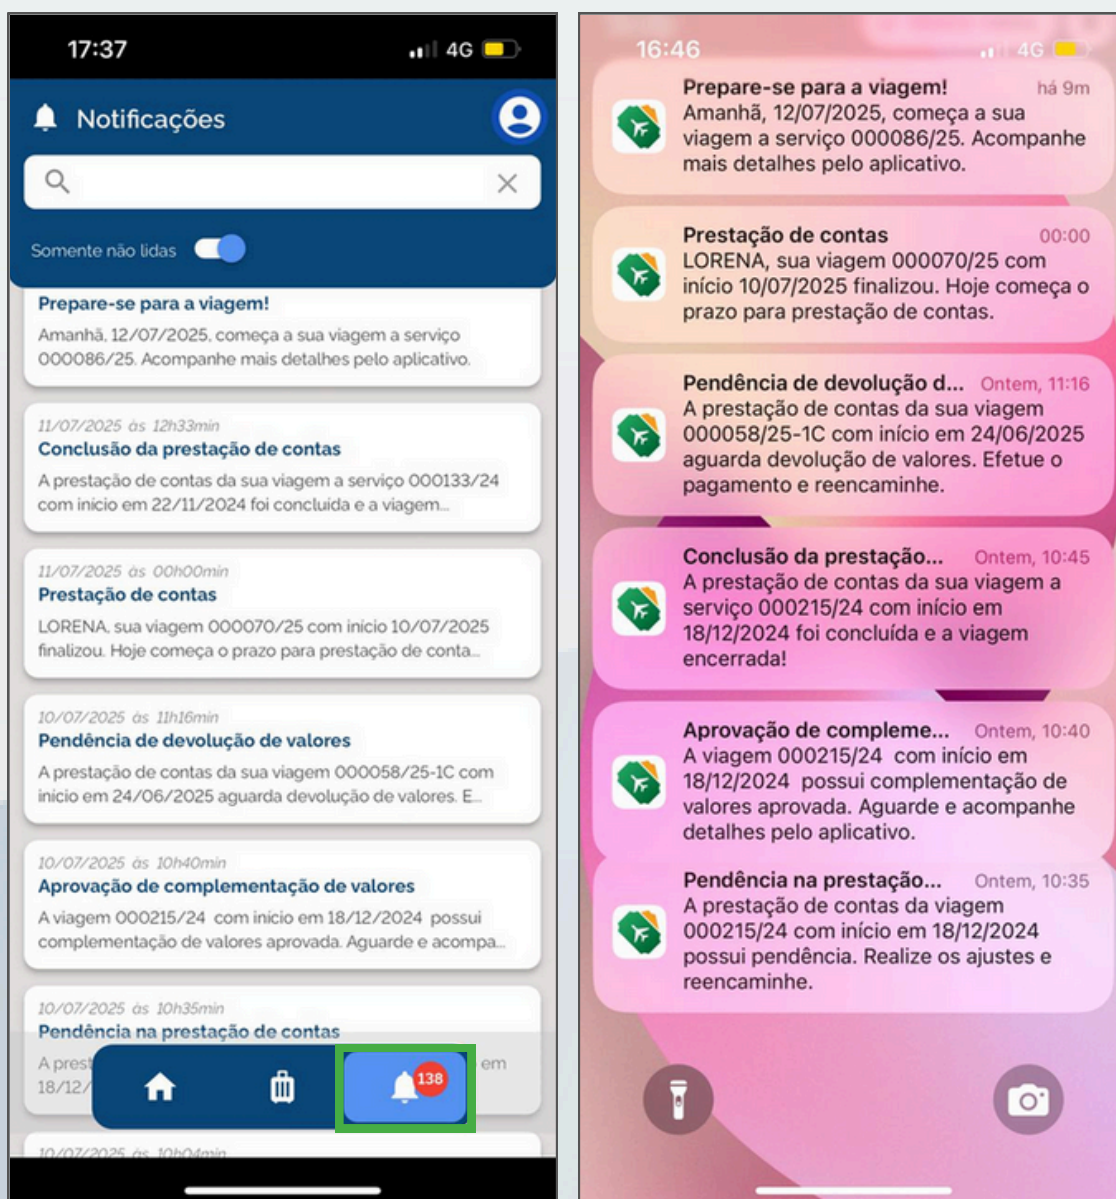 17:37
4G
Notificações
Somente não lidas
Prepare-se para a viagem!
Amanhã, 12/07/2025, começa a sua viagem a serviço
000086/25. Acompanhe mais detalhes pelo aplicativo.
11/07/2025 às 12h33min
Conclusão da prestação de contas
A prestação de contas da sua viagem a serviço 000133/24
com início em 22/11/2024 foi concluída e a viagem...
11/07/2025 às 00h00min
Prestação de contas
LORENA, sua viagem 000070/25 com início 10/07/2025
finalizou. Hoje começa o prazo para prestação de conta...
10/07/2025 às 11h16min
Pendência de devolução de valores
A prestação de contas da sua viagem 000058/25-1C com
início em 24/06/2025 aguarda devolução de valores. E...
10/07/2025 às 10h40min
Aprovação de complementação de valores
A viagem 000215/24  com início em 18/12/2024  possui
complementação de valores aprovada. Aguarde e acompa...
10/07/2025 às 10h35min
Pendência na prestação de contas
A prest em
18/12/
138
10/07/2025 às 10h04min
16:46
4G
Prepare-se para a viagem! há 9m
Amanhã, 12/07/2025, começa a sua
viagem a serviço 000086/25. Acompanhe
mais detalhes pelo aplicativo.
Prestação de contas 00:00
LORENA, sua viagem 000070/25 com
início 10/07/2025 finalizou. Hoje começa o
prazo para prestação de contas.
Pendência de devolução d... Ontem, 11:16
A prestação de contas da sua viagem
000058/25-1C com início em 24/06/2025
aguarda devolução de valores. Efetue o
pagamento e reencaminhe.
Conclusão da prestação... Ontem, 10:45
A prestação de contas da sua viagem a
serviço 000215/24 com início em
18/12/2024 foi concluída e a viagem
encerrada!
Aprovação de compleme... Ontem, 10:40
A viagem 000215/24  com início em
18/12/2024  possui complementação de
valores aprovada. Aguarde e acompanhe
detalhes pelo aplicativo.
Pendência na prestação... Ontem, 10:35
A prestação de contas da viagem
000215/24 com início em 18/12/2024
possui pendência. Realize os ajustes e
reencaminhe.